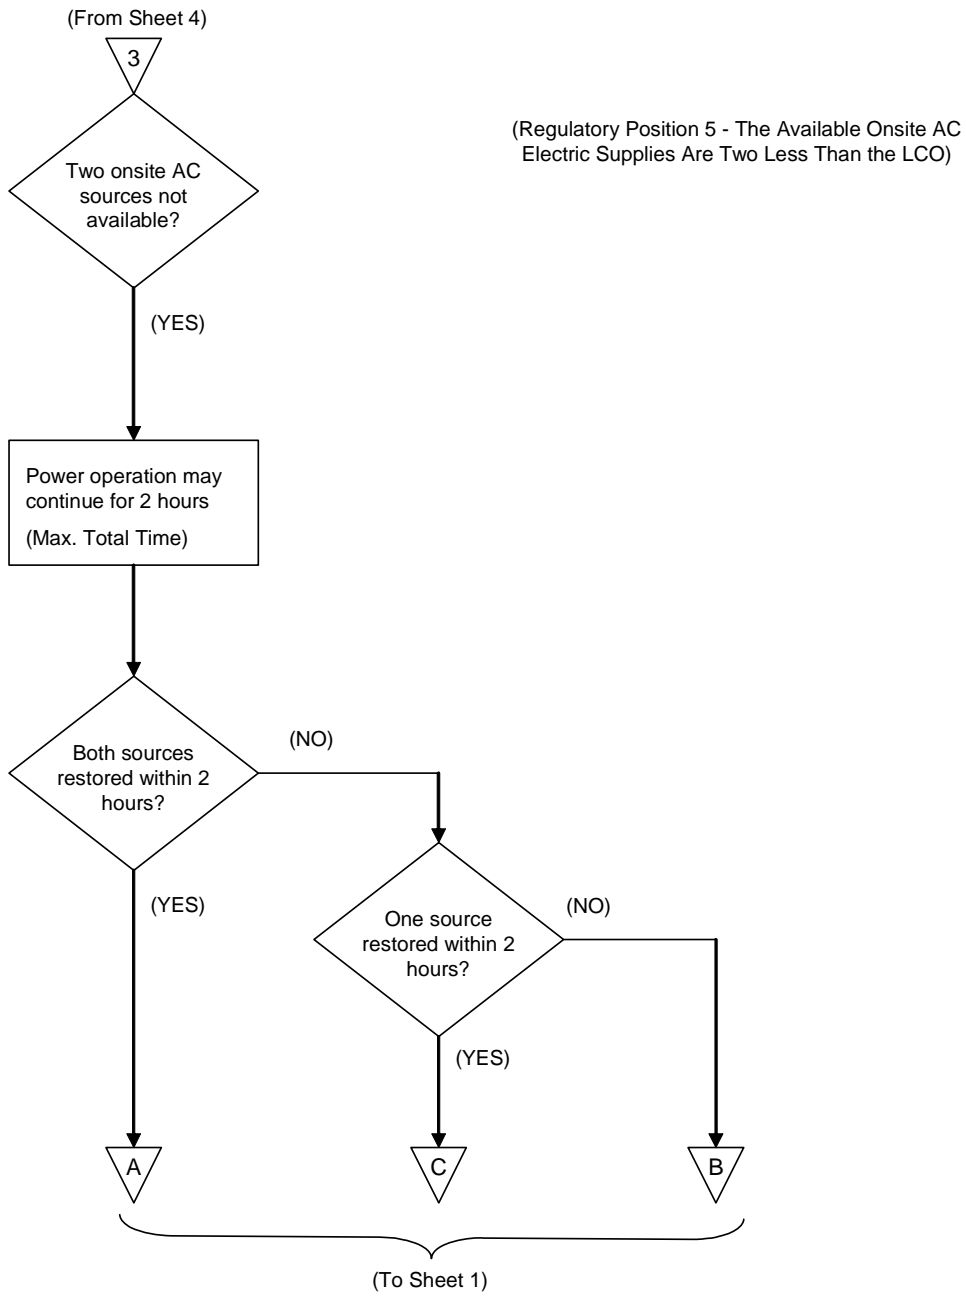 (From Sheet 4)
3
(Regulatory Position 5 - The Available Onsite AC
Electric Supplies Are Two Less Than the LCO)
Two onsite AC
sources not
available?
(YES)
Power operation may
continue for 2 hours
(Max. Total Time)
Both sources
restored within 2
hours?
(NO)
(YES)
One source
restored within 2
hours?
(NO)
(YES)
A
C
B
(To Sheet 1)